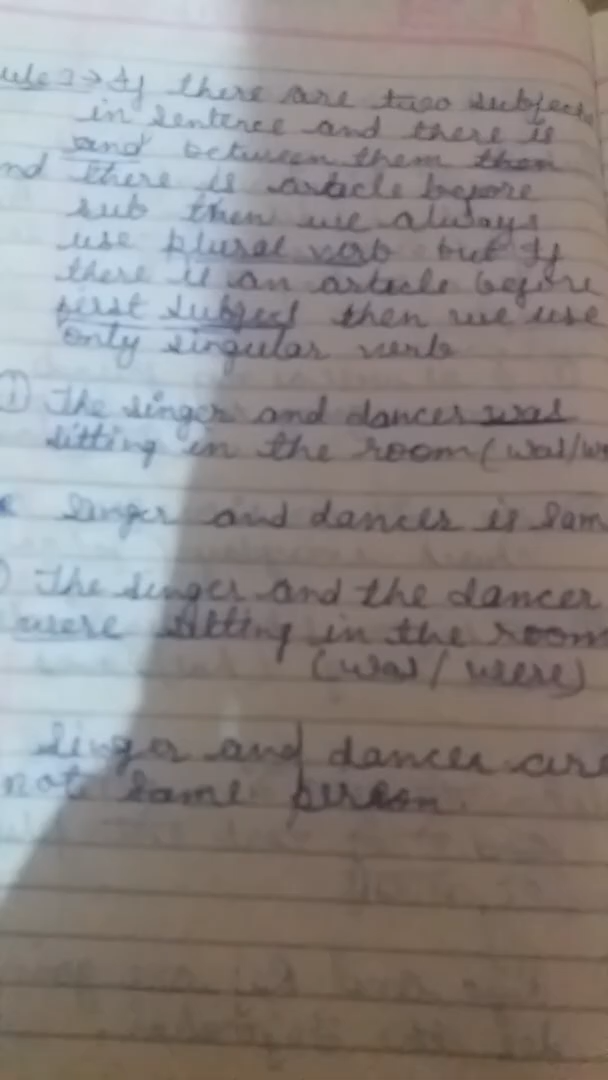 ule 2 → If there are two subjects
in sentence and there is
and between them then
nd there is article before
sub then we always
use plural verb but if
there is an article before
first subject then we use
only singular verb
① The singer and dancer was
sitting in the room (was/we
singer and dancer is sam
The singer and the dancer
were sitting in the room
(was/ were)
singer and dancer are
not same person.